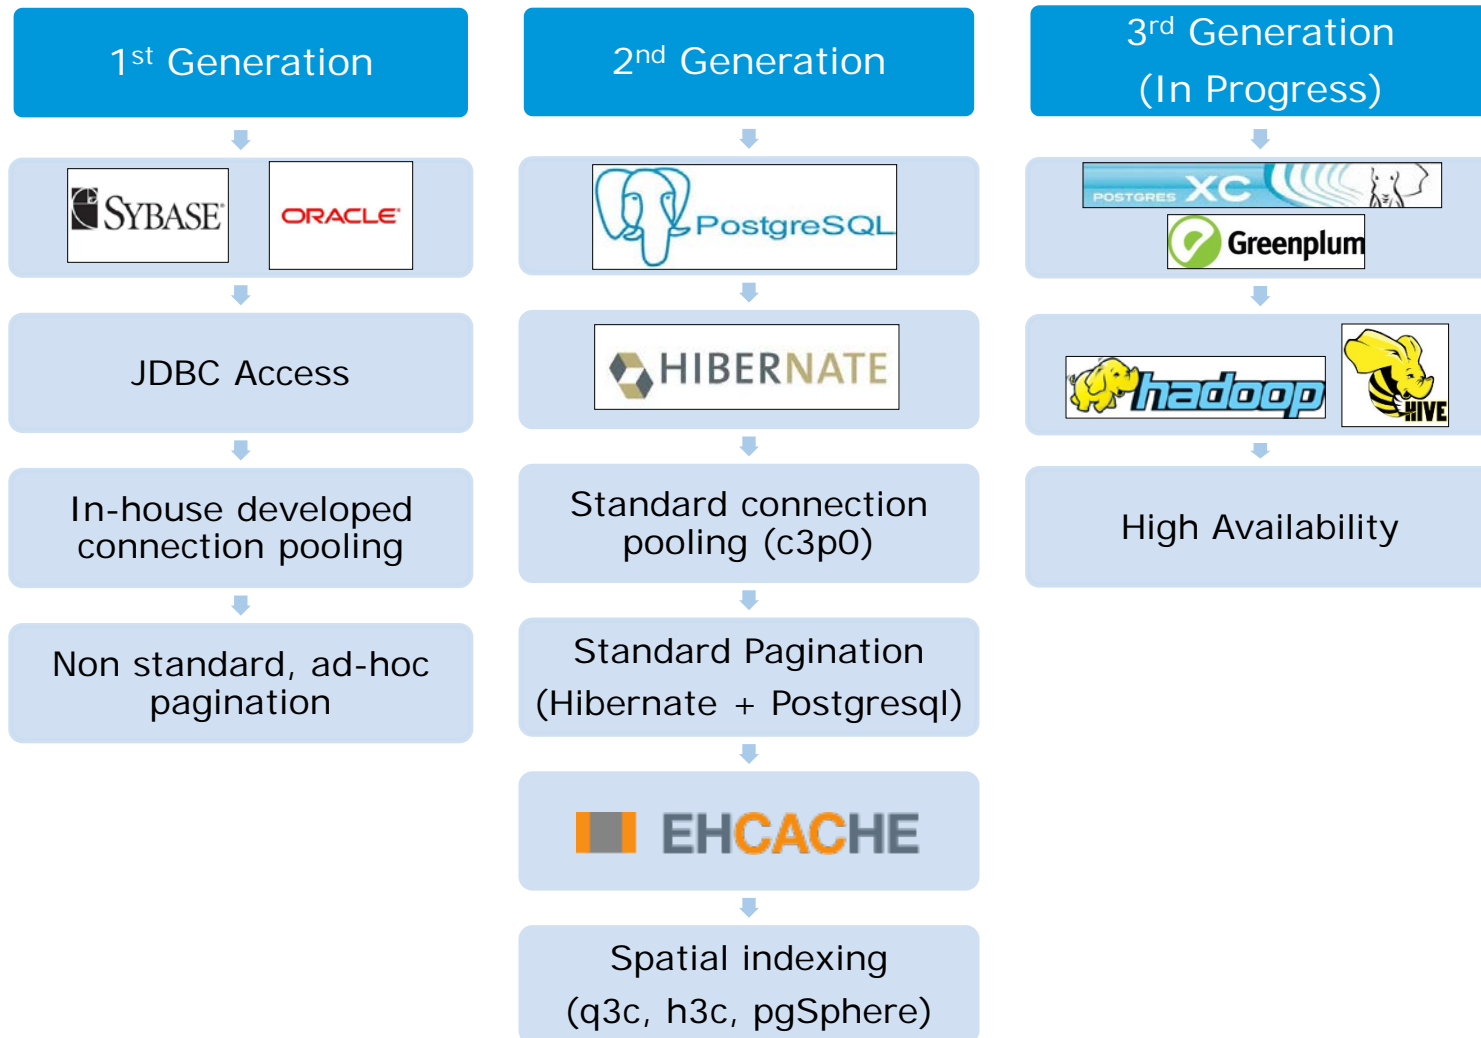 1st Generation
SYBASE®
ORACLE®
JDBC Access
In-house developed
connection pooling
Non standard, ad-hoc
pagination
2nd Generation
PostgreSQL
HIBERNATE
Standard connection
pooling (c3p0)
Standard Pagination
(Hibernate + Postgresql)
EHCACHE
Spatial indexing
(q3c, h3c, pgSphere)
3rd Generation
(In Progress)
POSTGRES XC
Greenplum
hadoop
HIVE
High Availability